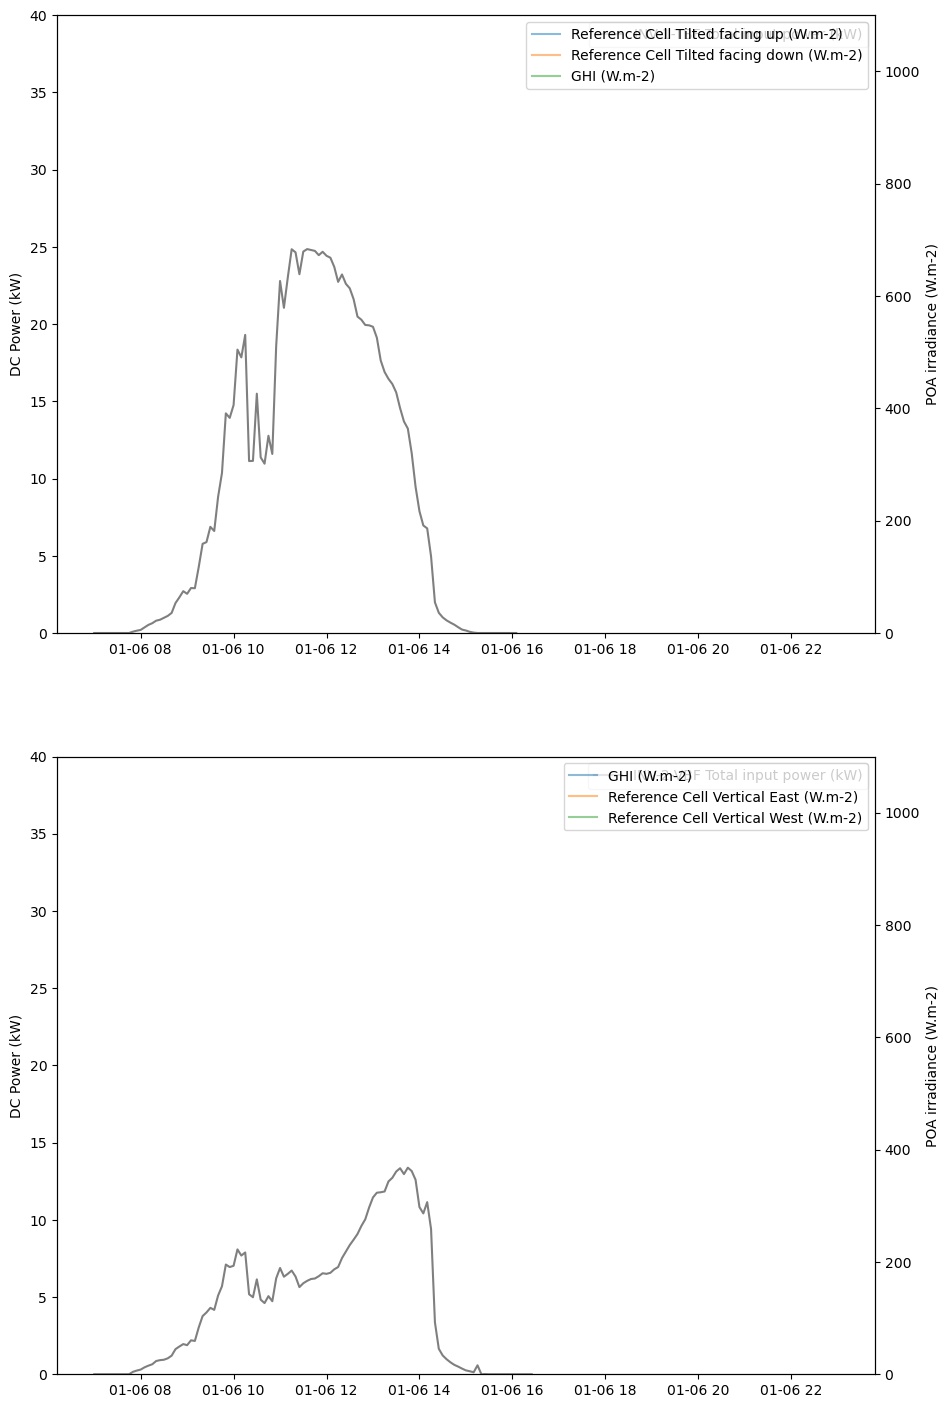 40
35
30
25
20
15
10
5
0
DC Power (kW)
Reference Cell Tilted facing up (W.m-2)
Reference Cell Tilted facing down (W.m-2)
GHI (W.m-2)
1000
800
600
400
200
0
POA irradiance (W.m-2)
01-06 08 01-06 10 01-06 12 01-06 14 01-06 16 01-06 18 01-06 20 01-06 22
40
35
30
25
20
15
10
5
0
DC Power (kW)
GHI (W.m-2) Total input power (kW)
Reference Cell Vertical East (W.m-2)
Reference Cell Vertical West (W.m-2)
1000
800
600
400
200
0
POA irradiance (W.m-2)
01-06 08 01-06 10 01-06 12 01-06 14 01-06 16 01-06 18 01-06 20 01-06 22